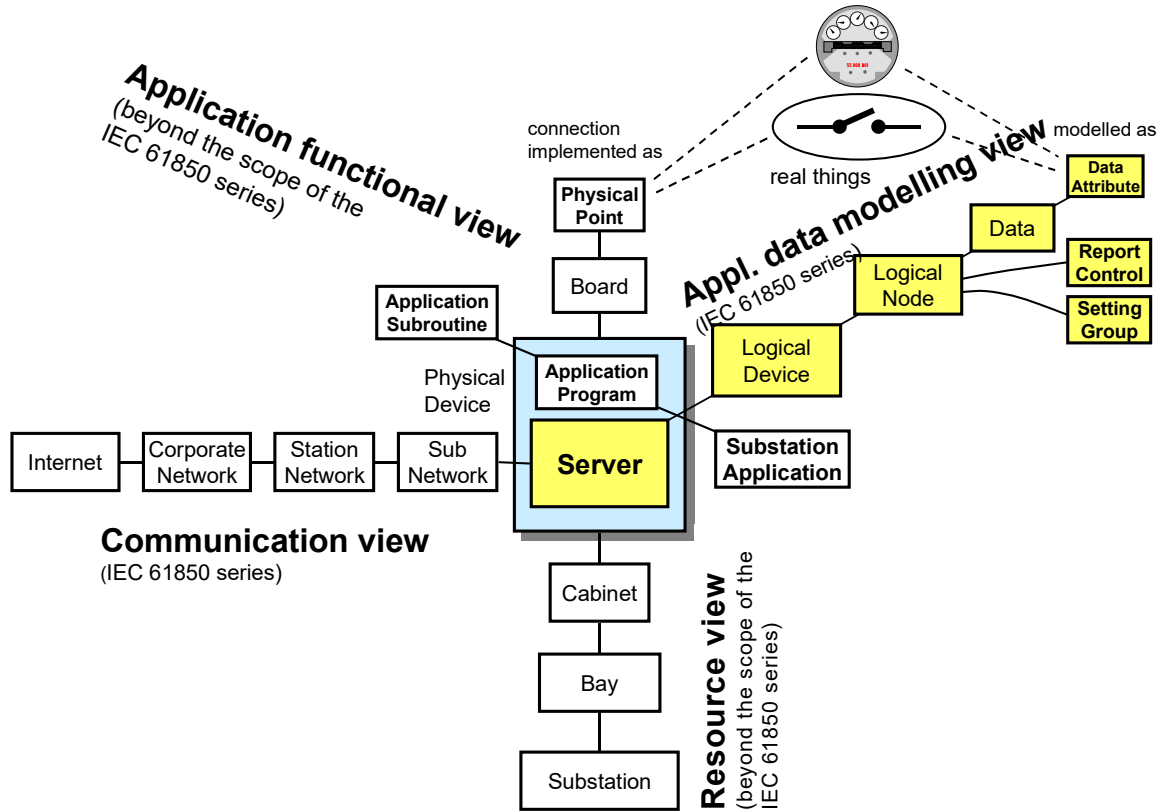 Application functional view
(beyond the scope of the
IEC 61850 series)
connection
implemented as
real things
modelled as
Physical
Point
Board
Data
Attribute
Data
Logical
Node
Report
Control
Setting
Group
Appl. data modelling view
(IEC 61850 series)
Application
Subroutine
Physical
Device
Application
Program
Logical
Device
Internet
Corporate
Network
Station
Network
Sub
Network
Server
Substation
Application
Communication view
(IEC 61850 series)
Cabinet
Bay
Substation
Resource view
(beyond the scope of the
IEC 61850 series)